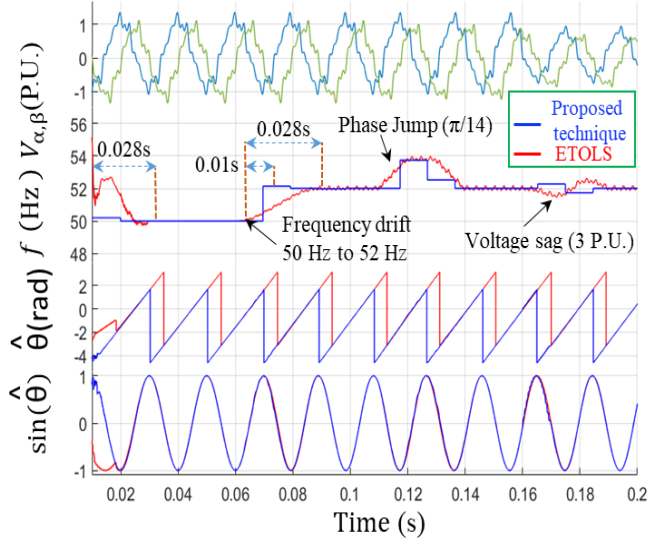 V_{α,β}(P.U.)
1
0
-1
f (Hz)
56
54
52
50
48
0.028s
0.01s
0.028s
Phase Jump (π/14)
Proposed
technique
ETOLS
Frequency drift
50 Hz to 52 Hz
Voltage sag (3 P.U.)
θ̂(rad)
2
0
-2
-4
sin(θ̂)
1
0
-1
0.02 0.04 0.06 0.08 0.1 0.12 0.14 0.16 0.18 0.2
Time (s)